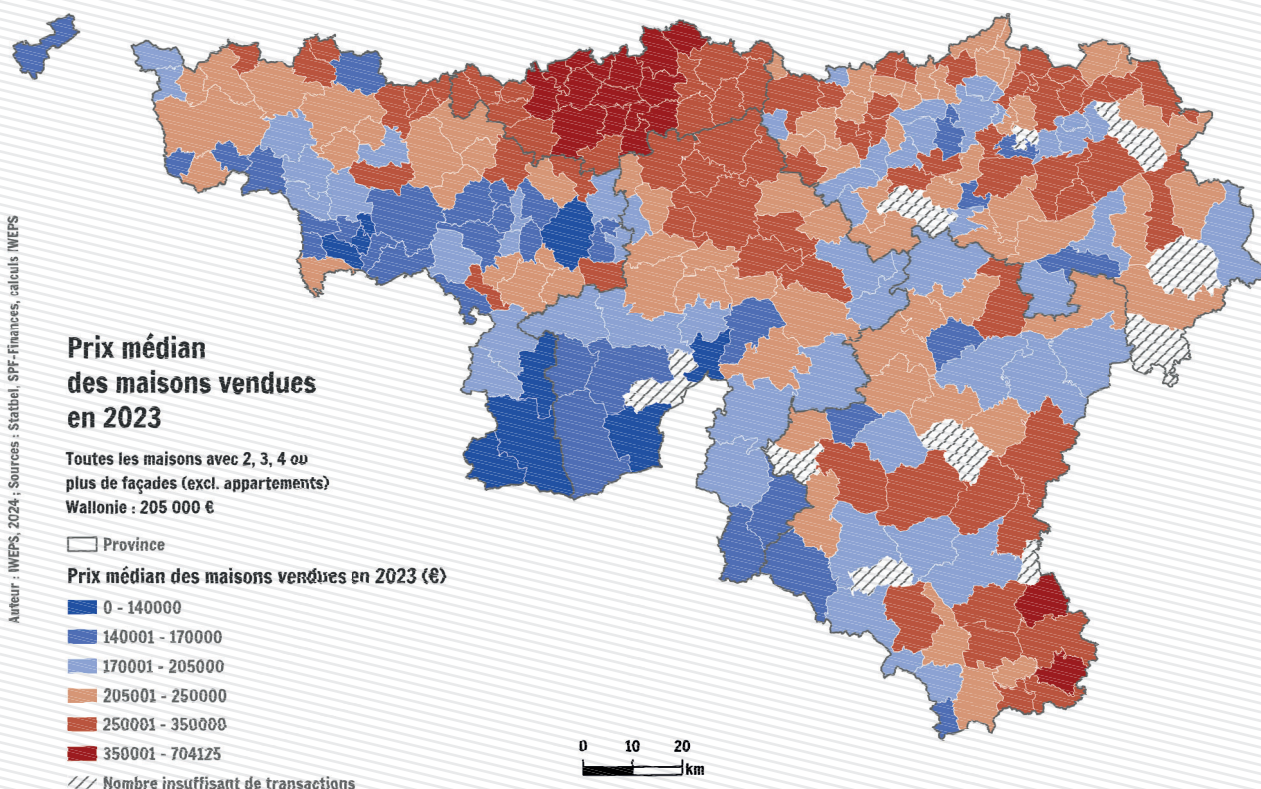 Prix médian
des maisons vendues
en 2023
Toutes les maisons avec 2, 3, 4 ou
plus de façades (excl. appartements)
Wallonie : 205 000 €
Province
Prix médian des maisons vendues en 2023 (€)
0 - 140000
140001 - 170000
170001 - 205000
205001 - 250000
250001 - 350000
350001 - 704125
Nombre insuffisant de transactions
0 10 20
km
Auteur : IWEPS, 2024 ; Sources : Statbel, SPF-Finances, calculs IWEPS